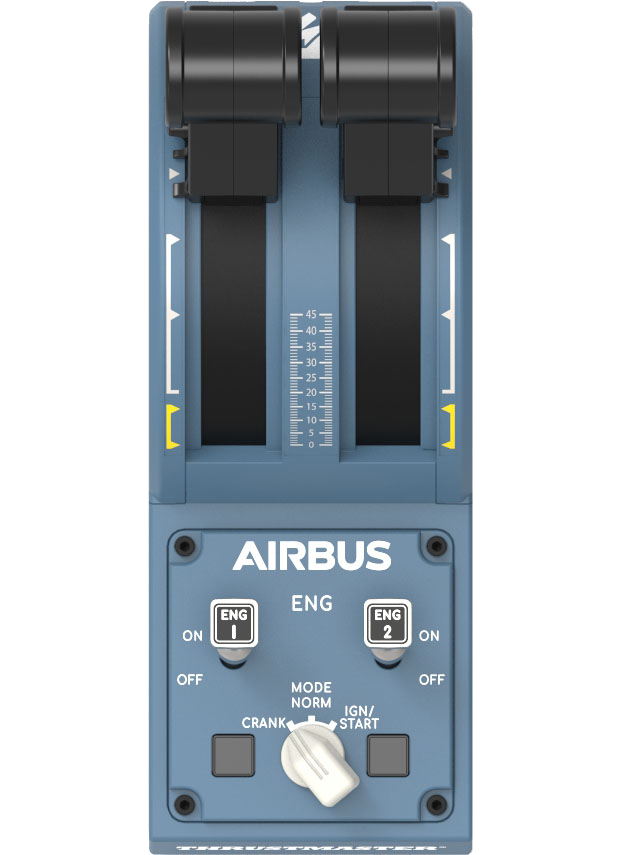 45
40
35
30
25
20
15
10
5
0
AIRBUS
ENG
ENG
1
ENG
2
ON
ON
OFF
OFF
MODE
NORM
CRANK
IGN/
START
THRUSTMASTER